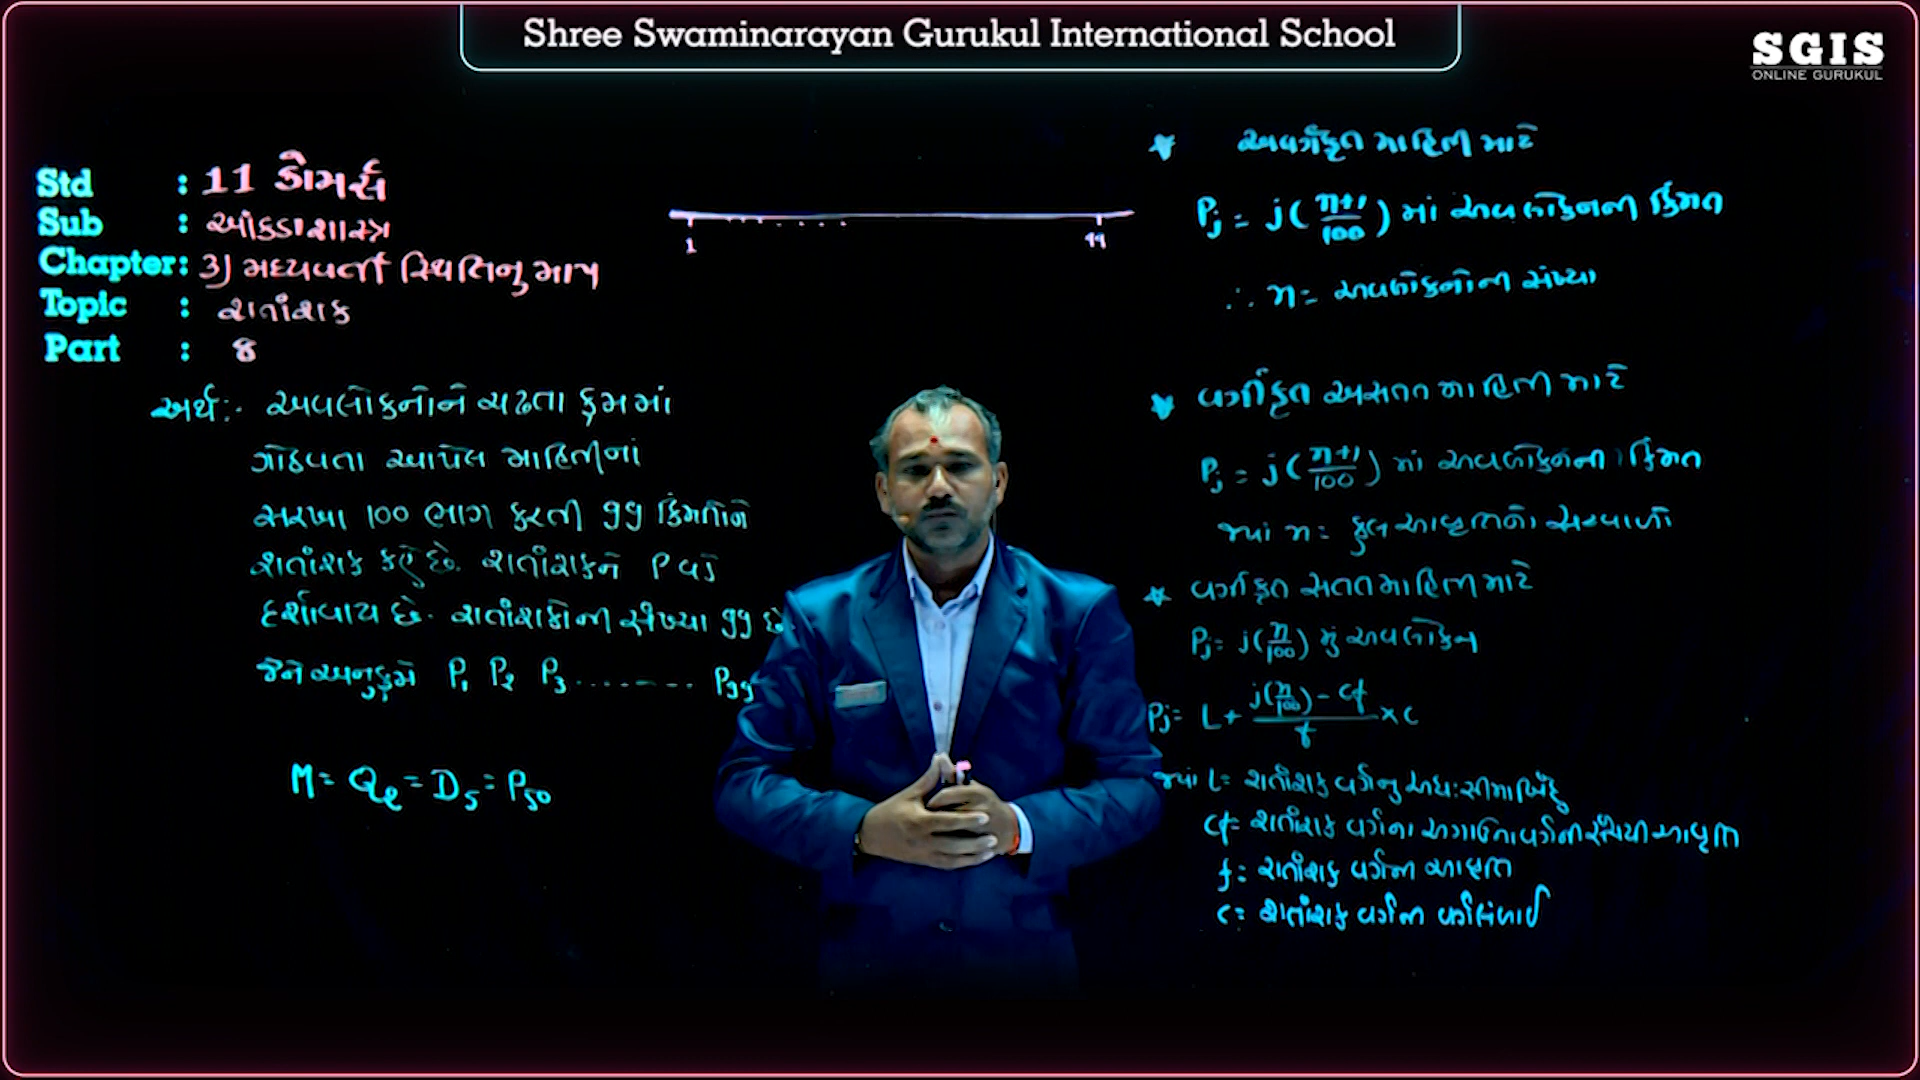 Shree Swaminarayan Gurukul International School
SGIS
ONLINE GURUKUL
Std : 11 કોમર્સ
Sub : આંકડાશાસ્ત્ર
Chapter: 3) મધ્યવર્તી સ્થિતિનુ માપ
Topic : શતાંશક
Part : 8
અર્થ:- અવલોકનોને ચઢતા ક્રમમાં
ગોઠવતા આપેલ માહિતીનાં
સરખા 100 ભાગ કરતી 99 કિંમતોને
શતાંશક કહે છે. શતાંશકને P વડે
દર્શાવાય છે. શતાંશકોની સંખ્યા 99 છે.
જેને અનુક્રમે P₁ P₂ P₃ ........ P₉₉
M = Q₂ = D₅ = P₅₀
1 99
* અવર્ગીકૃત માહિતી માટે
Pj = j(n+1/100) માં અવલોકનની કિંમત
∴ n = અવલોકનોની સંખ્યા
* વર્ગીકૃત અસતત માહિતી માટે
Pj = j(n+1/100) માં અવલોકનની કિંમત
જ્યાં n = કુલ આવૃત્તિનો સરવાળો
* વર્ગીકૃત સતત માહિતી માટે
Pj = j(n/100) મું અવલોકન
Pj = L + j(n/100) - cf / f × c
જ્યાં L = શતાંશક વર્ગનુ અધ:સીમાબિંદુ
cf = શતાંશક વર્ગના આગળના વર્ગની સંચયી આવૃત્તિ
f = શતાંશક વર્ગની આવૃત્તિ
c = શતાંશક વર્ગની વર્ગલંબાઈ